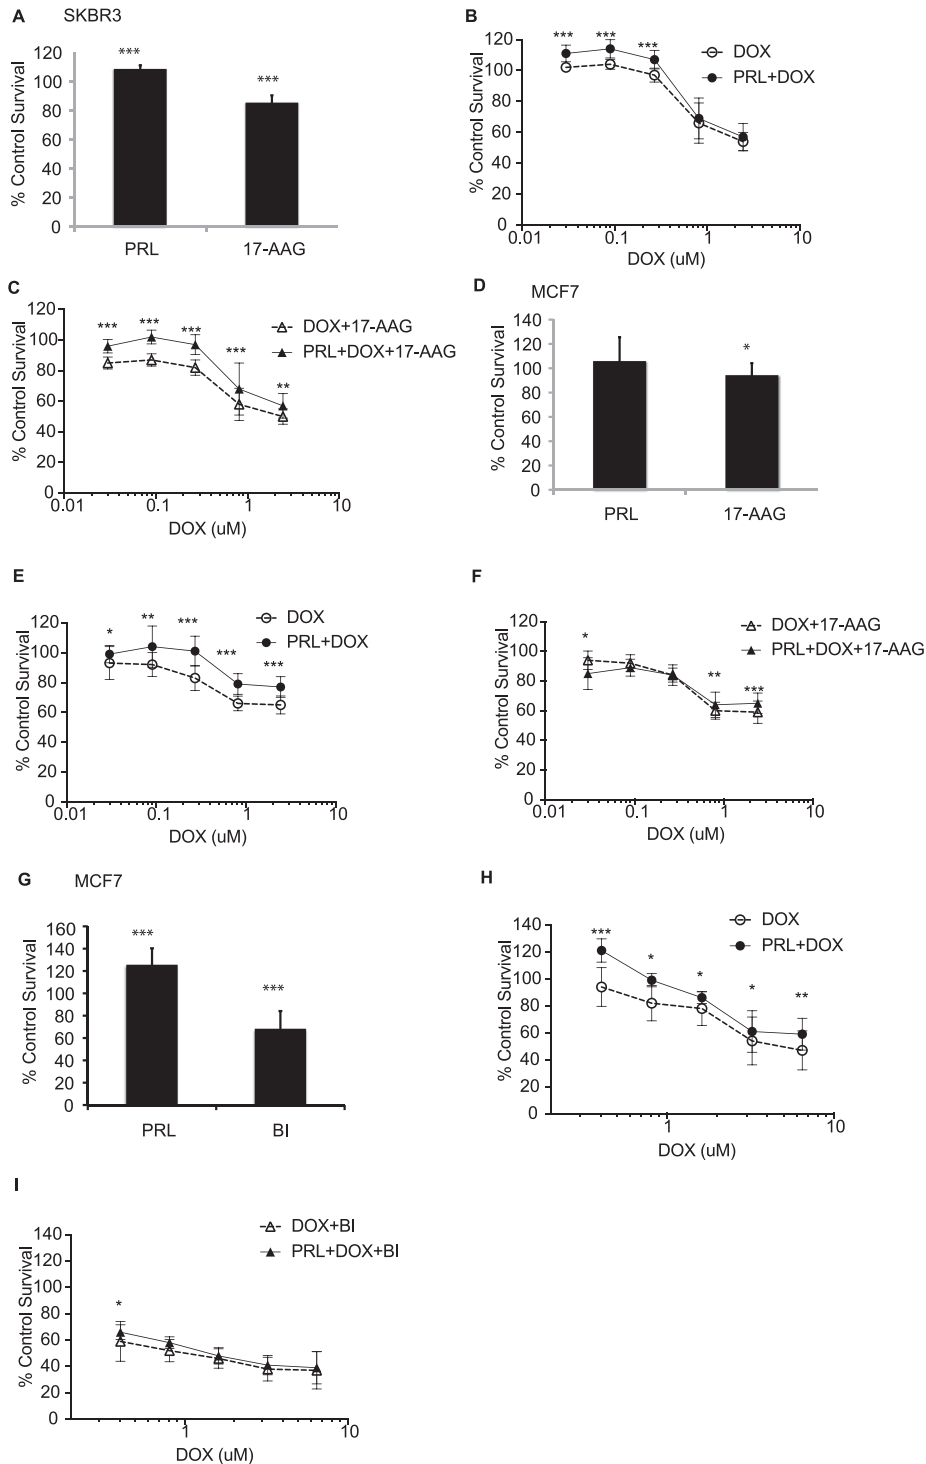 A SKBR3
% Control Survival
120
100
80
60
40
20
0
***
***
PRL 17-AAG
B
% Control Survival
120
100
80
60
40
20
0
*** *** ***
DOX
PRL+DOX
0.01 0.1 1 10
DOX (uM)
C
% Control Survival
120
100
80
60
40
20
0
*** *** *** *** **
DOX+17-AAG
PRL+DOX+17-AAG
0.01 0.1 1 10
DOX (uM)
D MCF7
% Control Survival
140
120
100
80
60
40
20
0
*
PRL 17-AAG
E
% Control Survival
120
100
80
60
40
20
0
* ** *** *** ***
DOX
PRL+DOX
0.01 0.1 1 10
DOX (uM)
F
% Control Survival
120
100
80
60
40
20
0
* ** ***
DOX+17-AAG
PRL+DOX+17-AAG
0.01 0.1 1 10
DOX (uM)
G MCF7
% Control Survival
160
140
120
100
80
60
40
20
0
***
***
PRL BI
H
% Control Survival
140
120
100
80
60
40
20
0
*** * * * **
DOX
PRL+DOX
1 10
DOX (uM)
I
% Control Survival
140
120
100
80
60
40
20
0
*
DOX+BI
PRL+DOX+BI
1 10
DOX (uM)